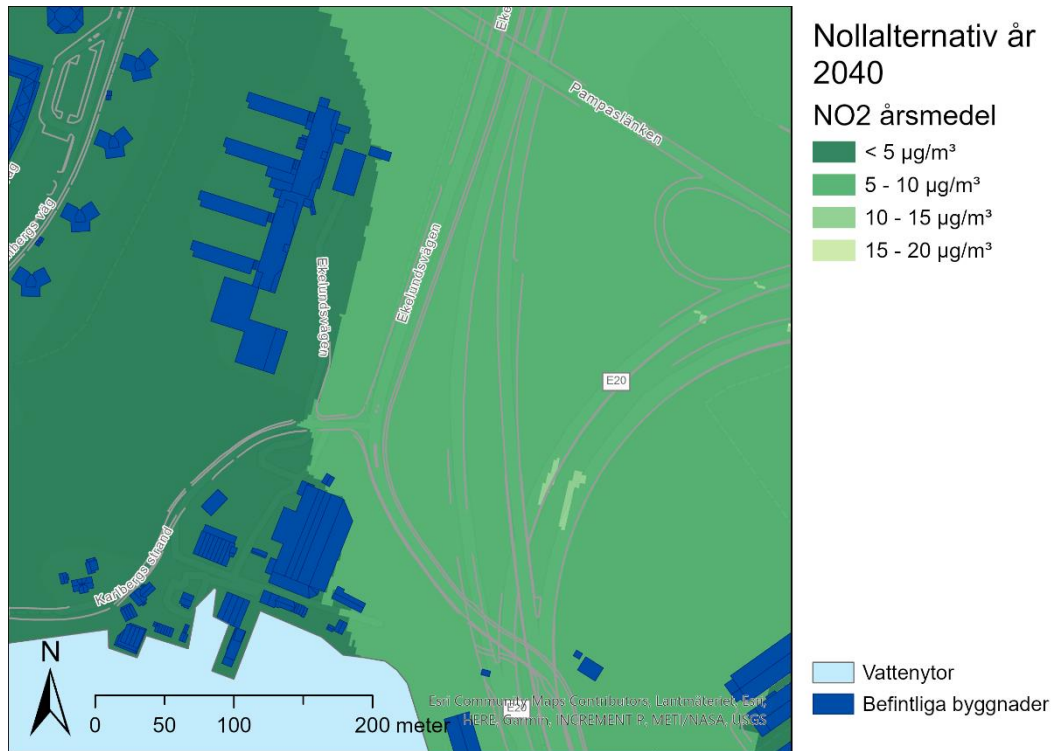 Nollalternativ år
2040
NO2 årsmedel
< 5 µg/m³
5 - 10 µg/m³
10 - 15 µg/m³
15 - 20 µg/m³
Pampaslänken
Ekelundsvägen
Ekelundsvägen
E20
Karlbergs strand
N
0 50 100 200 meter
E20
Esri Community Maps Contributors, Lantmäteriet, Esri,
HERE, Garmin, INCREMENT P, METI/NASA, USGS
Vattenytor
Befintliga byggnader